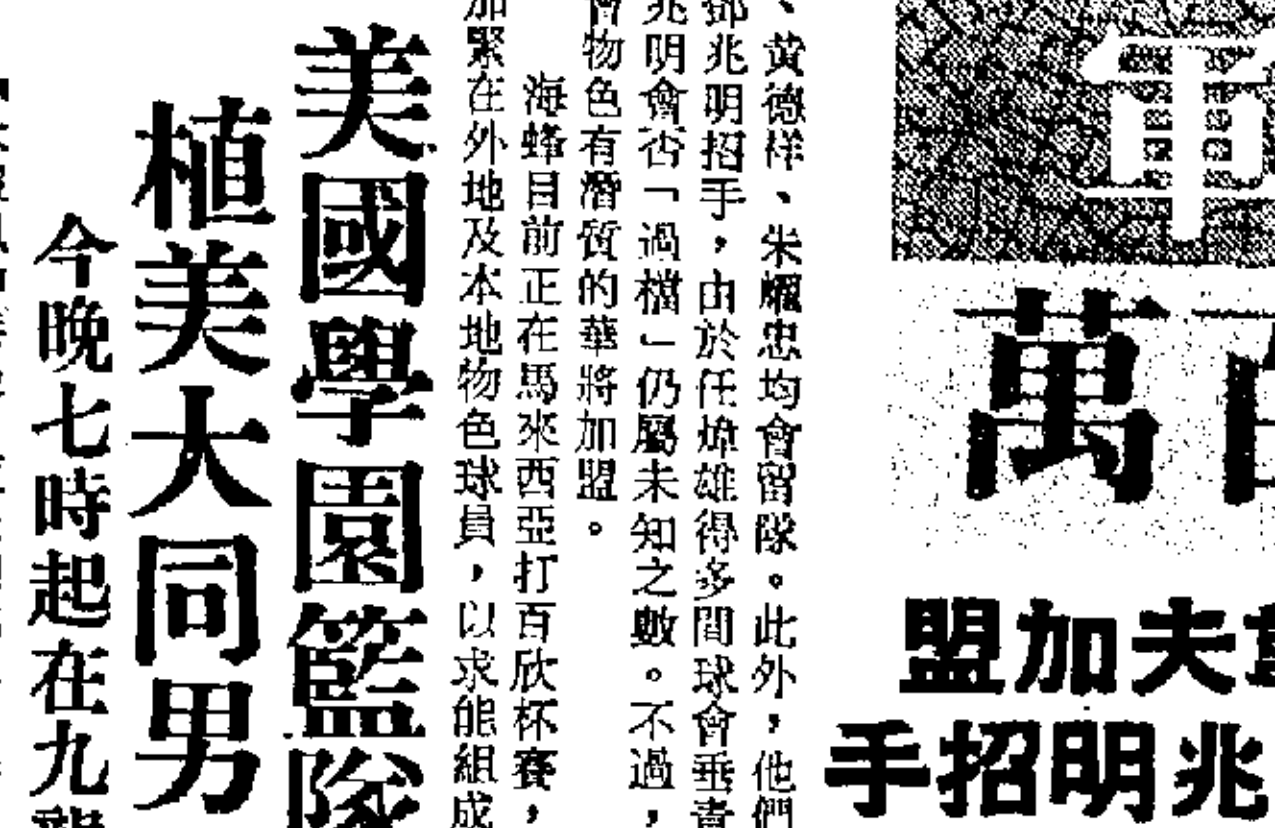 軍
萬
盟加夫
手招明兆
、黃德祥、朱耀忠均會留隊。此外，他們
鄧兆明招手，由於任煒雄得多間球會垂青
兆明會否「過檔」仍屬未知之數。不過，
會物色有潛質的華將加盟。
海蜂目前正在馬來西亞打百欣杯賽，
加緊在外地及本地物色球員，以求能組成
美國學園籃隊
植美大同男
今晚七時起在九龍